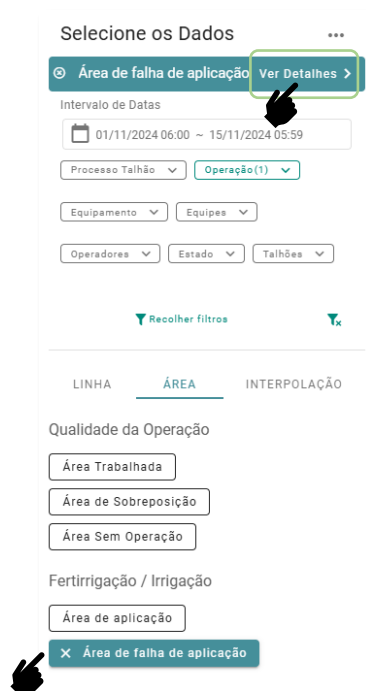 Selecione os Dados
Área de falha de aplicação Ver Detalhes
Intervalo de Datas
01/11/2024 06:00 ~ 15/11/2024 05:59
Processo Talhão Operação(1)
Equipamento Equipes
Operadores Estado Talhões
Recolher filtros
LINHA ÁREA INTERPOLAÇÃO
Qualidade da Operação
Área Trabalhada
Área de Sobreposição
Área Sem Operação
Fertirrigação / Irrigação
Área de aplicação
Área de falha de aplicação